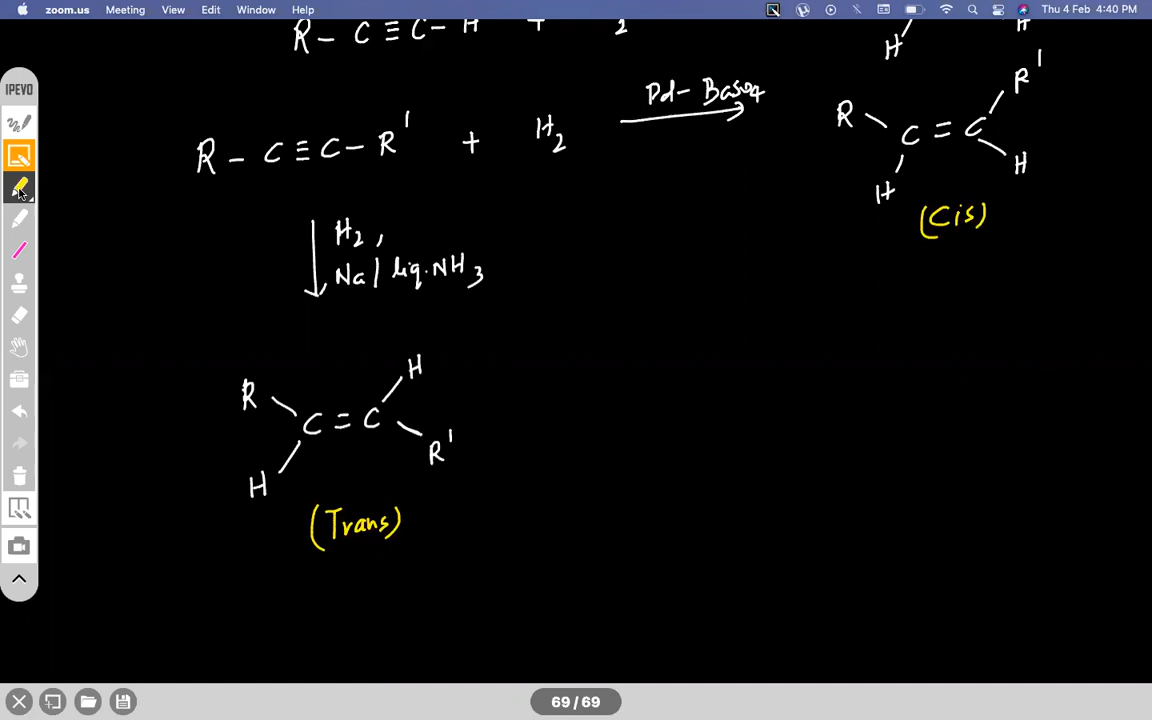 zoom.us Meeting View Edit Window Help Thu 4 Feb 4:40 PM
IPEVO
R - C ≡ C - H + 2
H H
R - C ≡ C - R' + H2 Pd - BaSO4 R C = C R'
H H
(Cis)
H2,
Na / liq. NH3
R C = C H
H R'
(Trans)
69 / 69